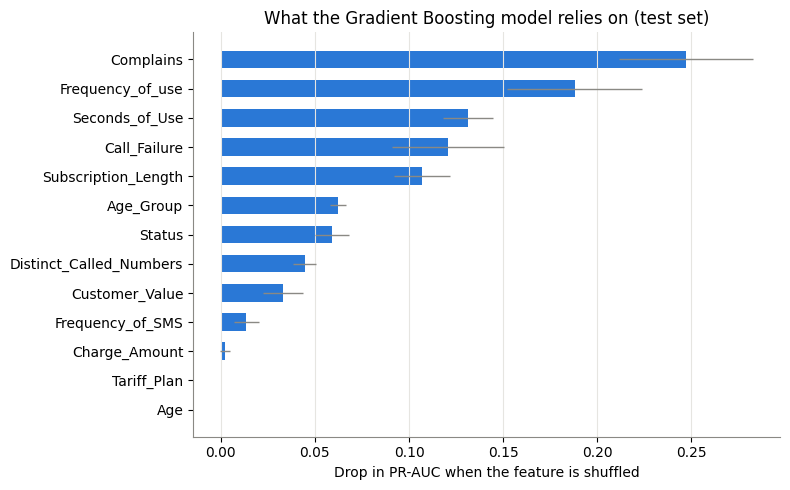 What the Gradient Boosting model relies on (test set)
Complains
Frequency_of_use
Seconds_of_Use
Call_Failure
Subscription_Length
Age_Group
Status
Distinct_Called_Numbers
Customer_Value
Frequency_of_SMS
Charge_Amount
Tariff_Plan
Age
0.00 0.05 0.10 0.15 0.20 0.25
Drop in PR-AUC when the feature is shuffled